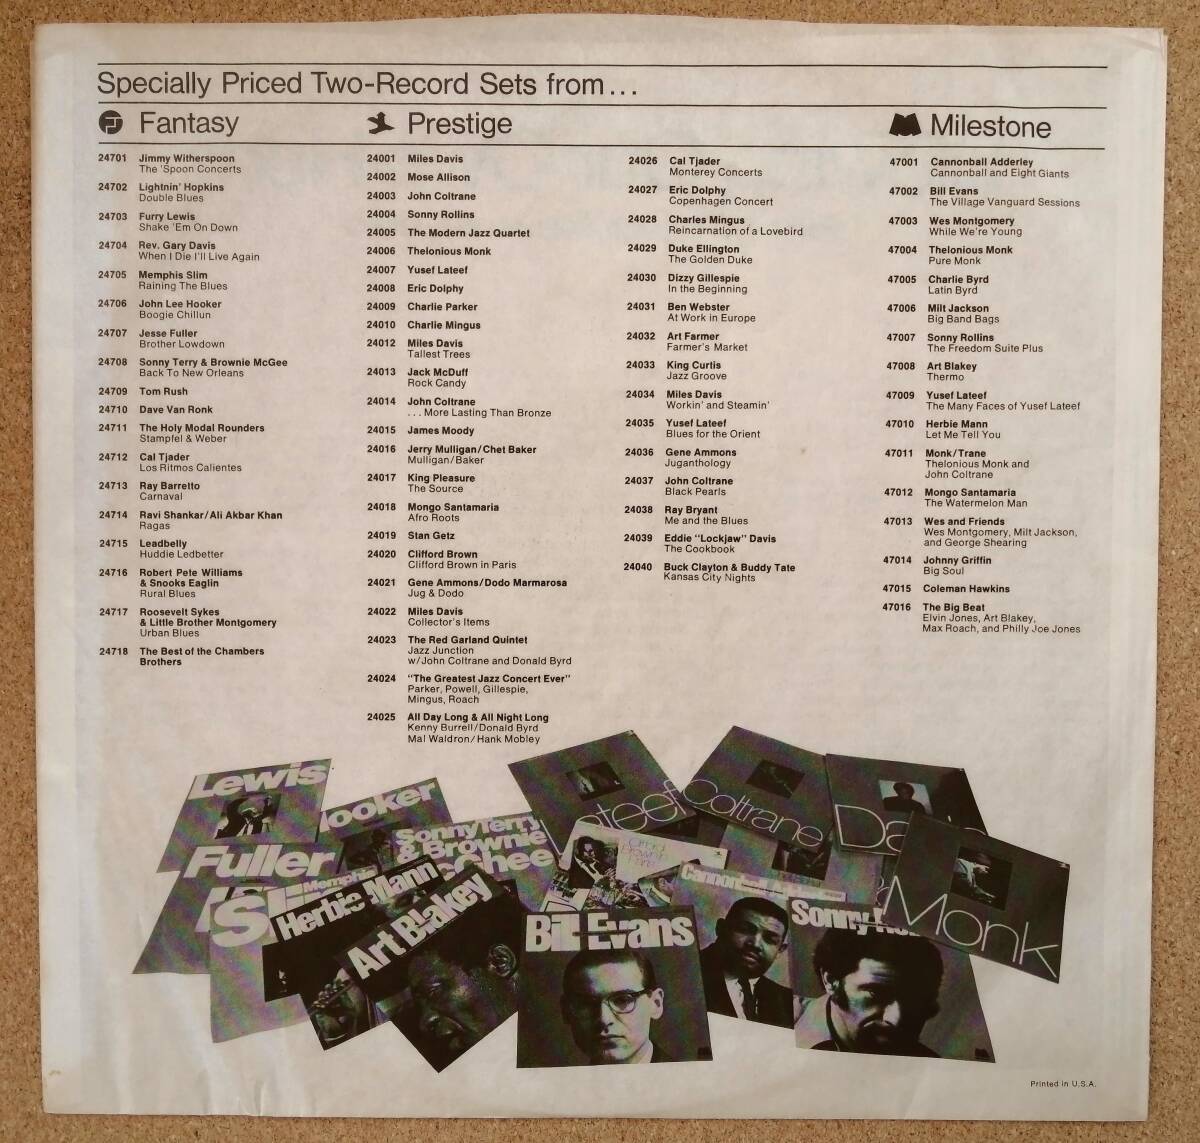 Specially Priced Two-Record Sets from...
Fantasy
24701 Jimmy Witherspoon
The 'Spoon Concerts
24702 Lightnin' Hopkins
Double Blues
24703 Furry Lewis
Shake 'Em On Down
24704 Rev. Gary Davis
When I Die I'll Live Again
24705 Memphis Slim
Raining The Blues
24706 John Lee Hooker
Boogie Chillun
24707 Jesse Fuller
Brother Lowdown
24708 Sonny Terry & Brownie McGee
Back To New Orleans
24709 Tom Rush
24710 Dave Van Ronk
24711 The Holy Modal Rounders
Stampfel & Weber
24712 Cal Tjader
Los Ritmos Calientes
24713 Ray Barretto
Carnaval
24714 Ravi Shankar/Ali Akbar Khan
Ragas
24715 Leadbelly
Huddie Ledbetter
24716 Robert Pete Williams
& Snooks Eaglin
Rural Blues
24717 Roosevelt Sykes
& Little Brother Montgomery
Urban Blues
24718 The Best of the Chambers
Brothers
Prestige
24001 Miles Davis
24002 Mose Allison
24003 John Coltrane
24004 Sonny Rollins
24005 The Modern Jazz Quartet
24006 Thelonious Monk
24007 Yusef Lateef
24008 Eric Dolphy
24009 Charlie Parker
24010 Charlie Mingus
24012 Miles Davis
Tallest Trees
24013 Jack McDuff
Rock Candy
24014 John Coltrane
...More Lasting Than Bronze
24015 James Moody
24016 Jerry Mulligan/Chet Baker
Mulligan/Baker
24017 King Pleasure
The Source
24018 Mongo Santamaria
Afro Roots
24019 Stan Getz
24020 Clifford Brown
Clifford Brown in Paris
24021 Gene Ammons/Dodo Marmarosa
Jug & Dodo
24022 Miles Davis
Collector's Items
24023 The Red Garland Quintet
Jazz Junction
w/John Coltrane and Donald Byrd
24024 "The Greatest Jazz Concert Ever"
Parker, Powell, Gillespie,
Mingus, Roach
24025 All Day Long & All Night Long
Kenny Burrell/Donald Byrd
Mal Waldron/Hank Mobley
24026 Cal Tjader
Monterey Concerts
24027 Eric Dolphy
Copenhagen Concert
24028 Charles Mingus
Reincarnation of a Lovebird
24029 Duke Ellington
The Golden Duke
24030 Dizzy Gillespie
In the Beginning
24031 Ben Webster
At Work in Europe
24032 Art Farmer
Farmer's Market
24033 King Curtis
Jazz Groove
24034 Miles Davis
Workin' and Steamin'
24035 Yusef Lateef
Blues for the Orient
24036 Gene Ammons
Juganthology
24037 John Coltrane
Black Pearls
24038 Ray Bryant
Me and the Blues
24039 Eddie "Lockjaw" Davis
The Cookbook
24040 Buck Clayton & Buddy Tate
Kansas City Nights
Milestone
47001 Cannonball Adderley
Cannonball and Eight Giants
47002 Bill Evans
The Village Vanguard Sessions
47003 Wes Montgomery
While We're Young
47004 Thelonious Monk
Pure Monk
47005 Charlie Byrd
Latin Byrd
47006 Milt Jackson
Big Band Bags
47007 Sonny Rollins
The Freedom Suite Plus
47008 Art Blakey
Thermo
47009 Yusef Lateef
The Many Faces of Yusef Lateef
47010 Herbie Mann
Let Me Tell You
47011 Monk/Trane
Thelonious Monk and
John Coltrane
47012 Mongo Santamaria
The Watermelon Man
47013 Wes and Friends
Wes Montgomery, Milt Jackson,
and George Shearing
47014 Johnny Griffin
Big Soul
47015 Coleman Hawkins
47016 The Big Beat
Elvin Jones, Art Blakey,
Max Roach, and Philly Joe Jones
Lewis
ooker
Fuller
Sonny Terry
& Brownie
cGhee
Memphis
Sl
Herbie Mann
Art Blakey
ateef
Coltrane
Da
Monk
Bill Evans
Sonny
Printed in U.S.A.